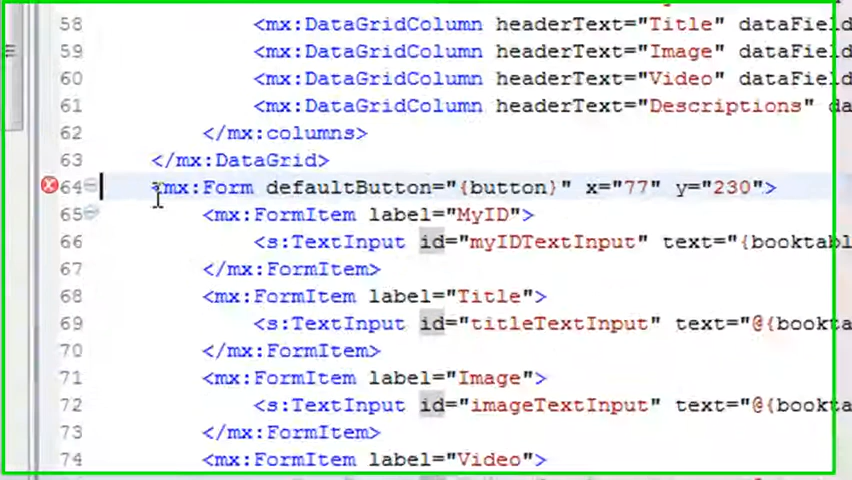 58 <mx:DataGridColumn headerText="Title" dataField
59 <mx:DataGridColumn headerText="Image" dataField
60 <mx:DataGridColumn headerText="Video" dataField
61 <mx:DataGridColumn headerText="Descriptions" da
62 </mx:columns>
63 </mx:DataGrid>
64 <mx:Form defaultButton="{button}" x="77" y="230">
65 <mx:FormItem label="MyID">
66 <s:TextInput id="myIDTextInput" text="{booktabl
67 </mx:FormItem>
68 <mx:FormItem label="Title">
69 <s:TextInput id="titleTextInput" text="@{bookta
70 </mx:FormItem>
71 <mx:FormItem label="Image">
72 <s:TextInput id="imageTextInput" text="@{bookta
73 </mx:FormItem>
74 <mx:FormItem label="Video">